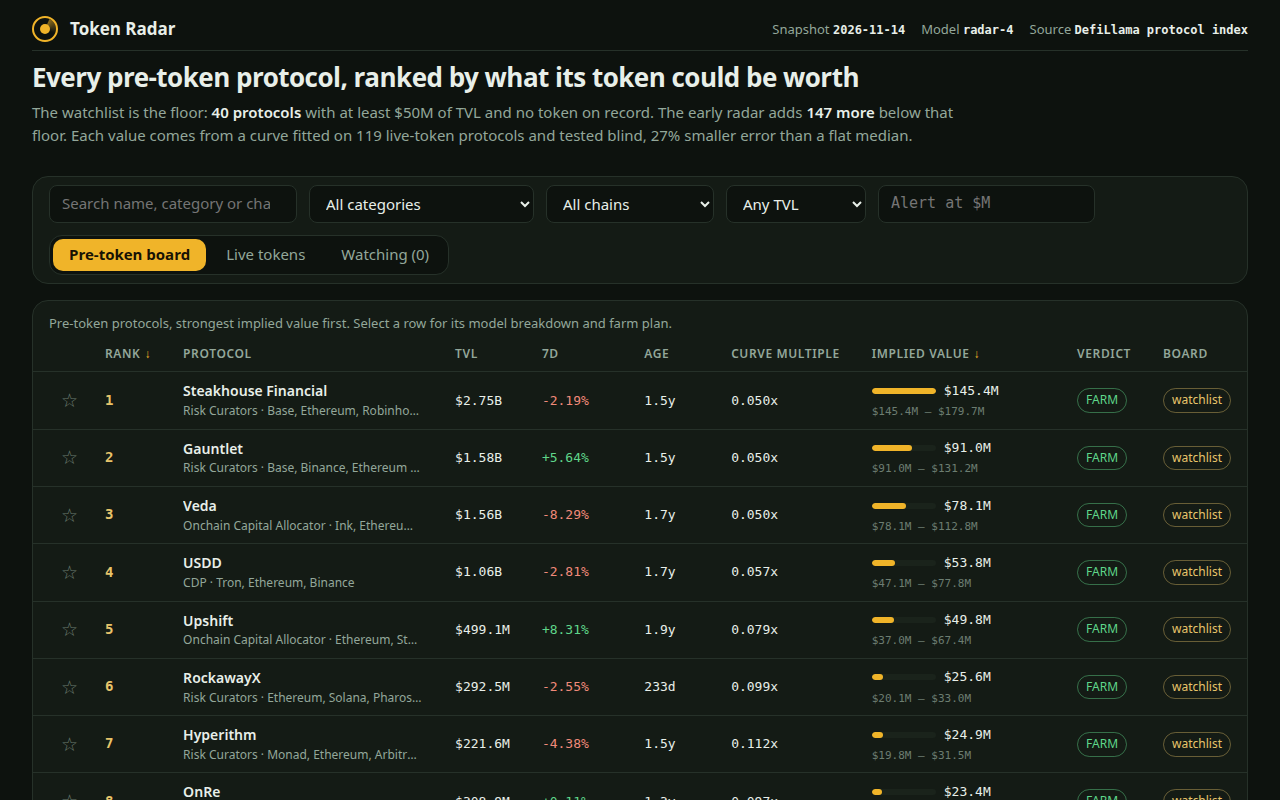 Token Radar
Snapshot 2026-11-14 Model radar-4 Source DefiLlama protocol index
Every pre-token protocol, ranked by what its token could be worth
The watchlist is the floor: 40 protocols with at least $50M of TVL and no token on record. The early radar adds 147 more below that
floor. Each value comes from a curve fitted on 119 live-token protocols and tested blind, 27% smaller error than a flat median.
Search name, category or cha
All categories
All chains
Any TVL
Alert at $M
Pre-token board
Live tokens
Watching (0)
Pre-token protocols, strongest implied value first. Select a row for its model breakdown and farm plan.
RANK ↓ PROTOCOL TVL 7D AGE CURVE MULTIPLE IMPLIED VALUE ↓ VERDICT BOARD
☆ 1 Steakhouse Financial $2.75B -2.19% 1.5y 0.050x $145.4M FARM watchlist
Risk Curators · Base, Ethereum, Robinho... $145.4M — $179.7M
☆ 2 Gauntlet $1.58B +5.64% 1.5y 0.050x $91.0M FARM watchlist
Risk Curators · Base, Binance, Ethereum ... $91.0M — $131.2M
☆ 3 Veda $1.56B -8.29% 1.7y 0.050x $78.1M FARM watchlist
Onchain Capital Allocator · Ink, Ethereu... $78.1M — $112.8M
☆ 4 USDD $1.06B -2.81% 1.7y 0.057x $53.8M FARM watchlist
CDP · Tron, Ethereum, Binance $47.1M — $77.8M
☆ 5 Upshift $499.1M +8.31% 1.9y 0.079x $49.8M FARM watchlist
Onchain Capital Allocator · Ethereum, St... $37.0M — $67.4M
☆ 6 RockawayX $292.5M -2.55% 233d 0.099x $25.6M FARM watchlist
Risk Curators · Ethereum, Solana, Pharos... $20.1M — $33.0M
☆ 7 Hyperithm $221.6M -4.38% 1.5y 0.112x $24.9M FARM watchlist
Risk Curators · Monad, Ethereum, Arbitr... $19.8M — $31.5M
OnRe $23.4M